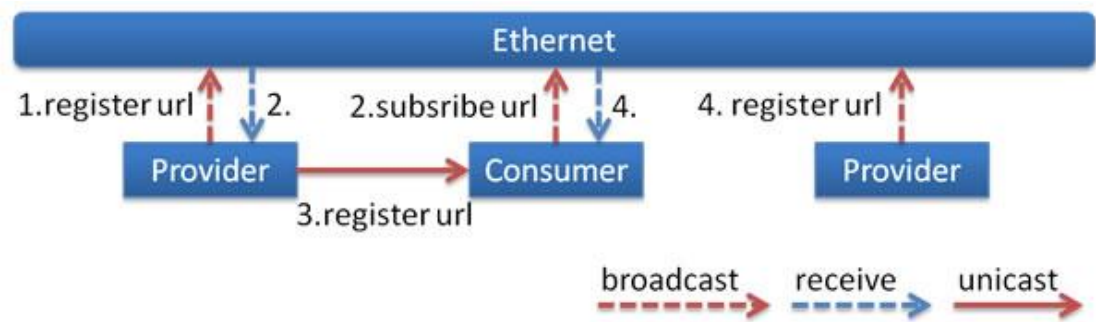 Ethernet
1.register url
2.
2.subsribe url
4.
4. register url
Provider
Consumer
Provider
3.register url
broadcast
receive
unicast